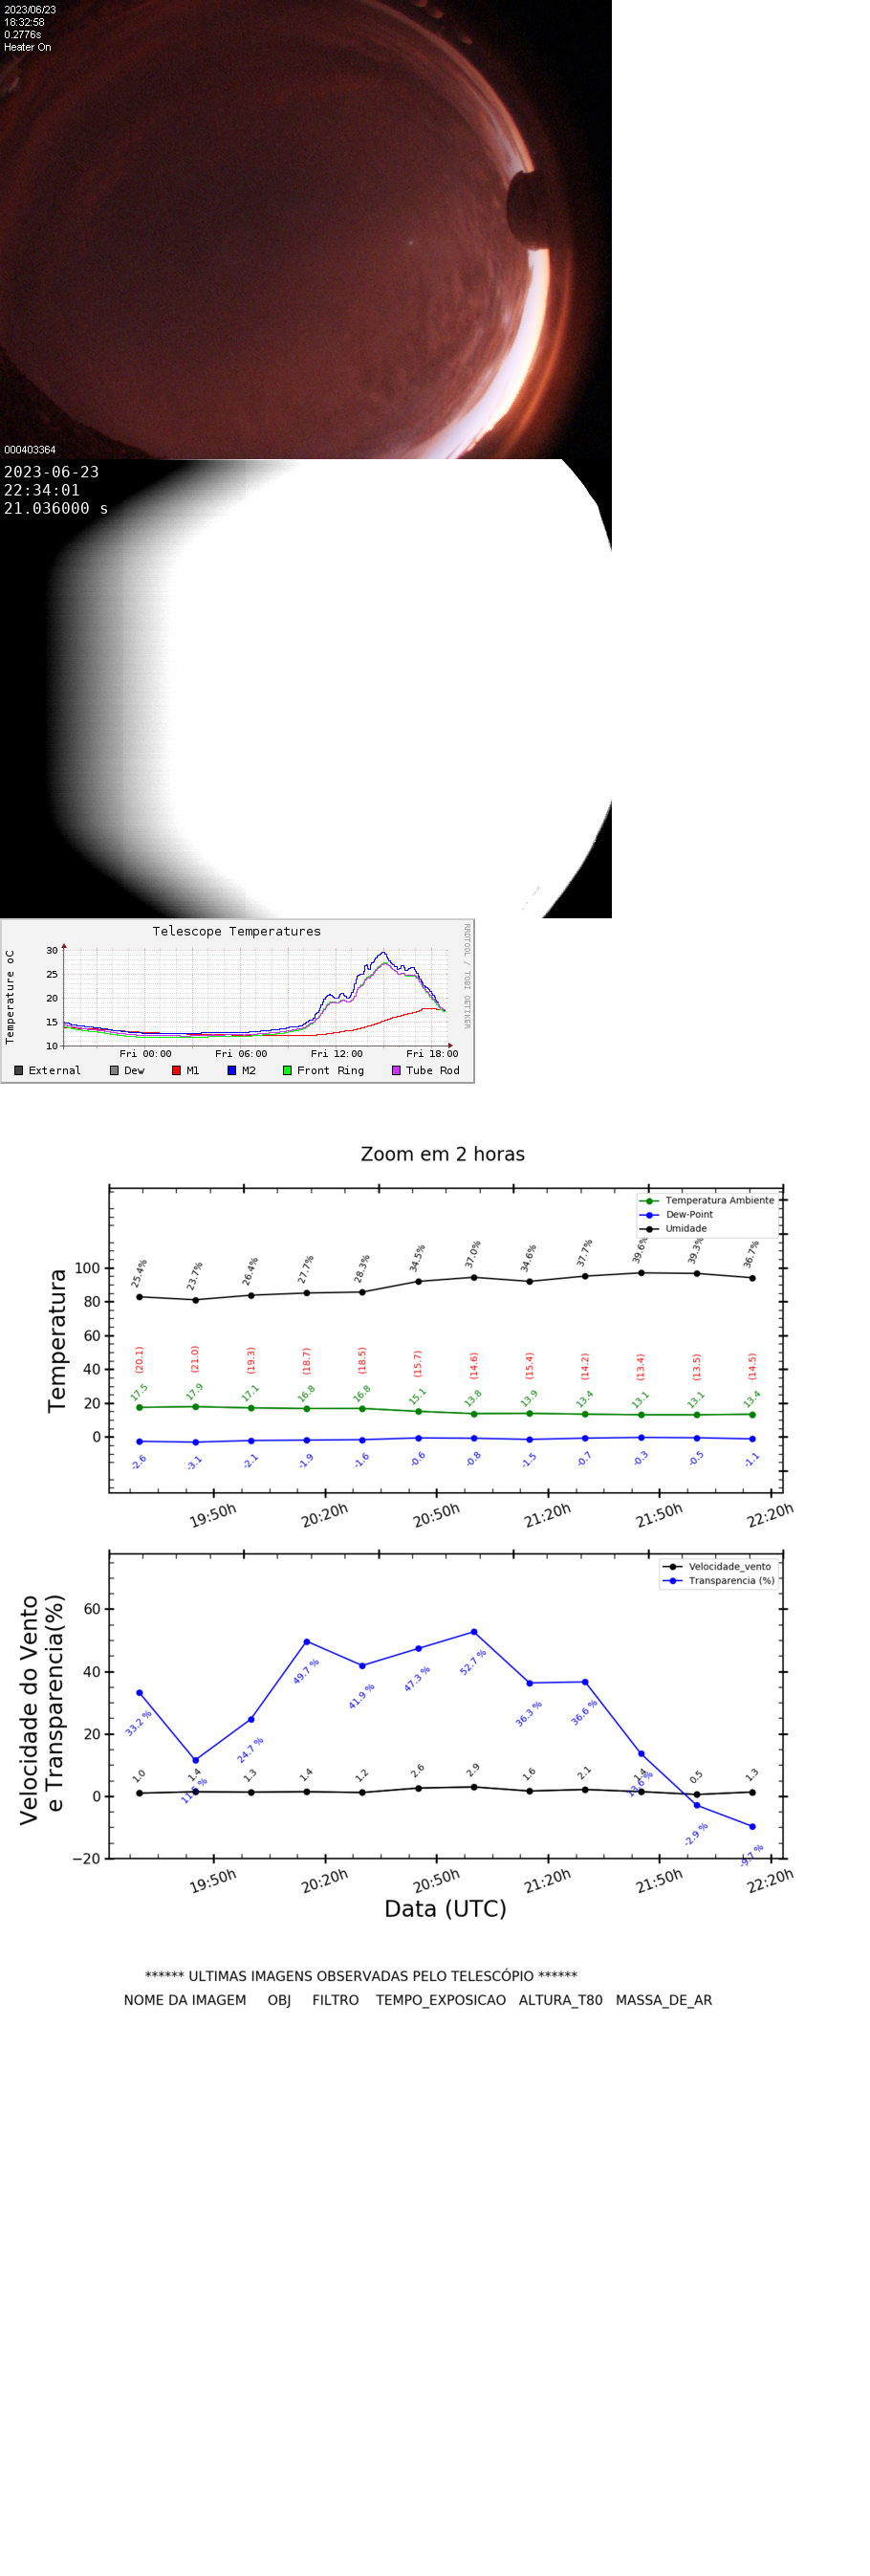 2023/06/23
18:32:58
0.2776s
Heater On
000403364
2023-06-23
22:34:01
21.036000 s
Telescope Temperatures
RRDTOOL / TOBI OETIKER
Temperature oC
30
25
20
15
10
Fri 00:00 Fri 06:00 Fri 12:00 Fri 18:00
External Dew M1 M2 Front Ring Tube Rod
Zoom em 2 horas
Temperatura
Temperatura Ambiente
Dew-Point
Umidade
100
80
60
40
20
0
25.4% 23.7% 26.4% 27.7% 28.3% 34.5% 37.0% 34.6% 37.7% 39.6% 39.3% 36.7%
(20.1) (21.0) (19.3) (18.7) (18.5) (15.7) (14.6) (15.4) (14.2) (13.4) (13.5) (14.5)
17.5 17.9 17.1 16.8 16.8 15.1 13.8 13.9 13.4 13.1 13.1 13.4
-2.6 -3.1 -2.1 -1.9 -1.6 -0.6 -0.8 -1.5 -0.7 -0.3 -0.5 -1.1
19:50h 20:20h 20:50h 21:20h 21:50h 22:20h
Velocidade do Vento
e Transparencia(%)
Velocidade_vento
Transparencia (%)
60
40
20
0
−20
33.2 % 24.7 % 49.7 % 41.9 % 47.3 % 52.7 % 36.3 % 36.6 % 13.6 % -2.9 % -9.7 %
1.0 1.4 1.3 1.4 1.2 2.6 2.9 1.6 2.1 1.4 0.5 1.3
19:50h 20:20h 20:50h 21:20h 21:50h 22:20h
Data (UTC)
****** ULTIMAS IMAGENS OBSERVADAS PELO TELESCÓPIO ******
NOME DA IMAGEM OBJ FILTRO TEMPO_EXPOSICAO ALTURA_T80 MASSA_DE_AR